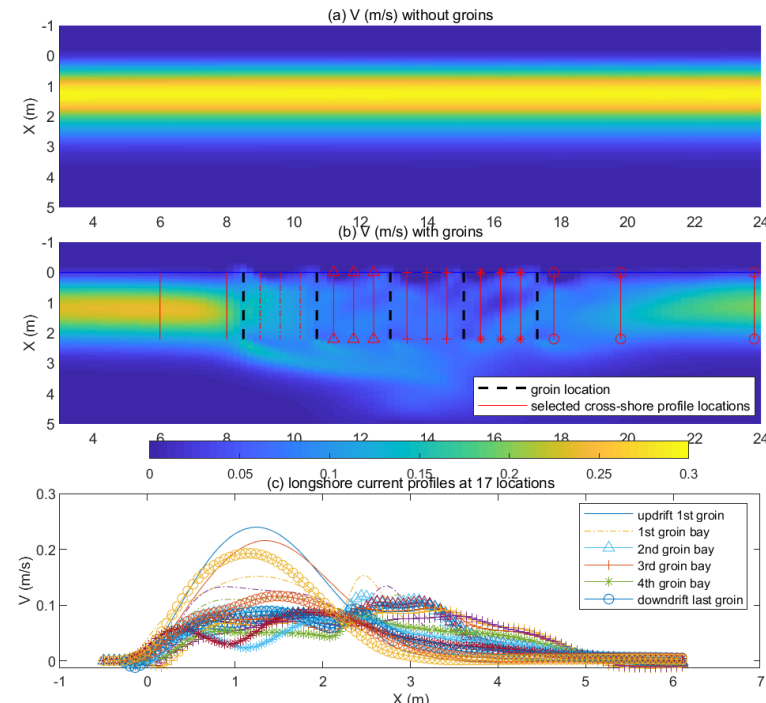 (a) V (m/s) without groins
X (m)
-1
0
1
2
3
4
5
4 6 8 10 12 14 16 18 20 22 24
(b) V (m/s) with groins
X (m)
-1
0
1
2
3
4
5
groin location
selected cross-shore profile locations
4 6 8 10 12 14 16 18 20 22 24
0 0.05 0.1 0.15 0.2 0.25 0.3
(c) longshore current profiles at 17 locations
V (m/s)
0.3
0.2
0.1
0
updrift 1st groin
1st groin bay
2nd groin bay
3rd groin bay
4th groin bay
downdrift last groin
-1 0 1 2 3 4 5 6 7
X (m)